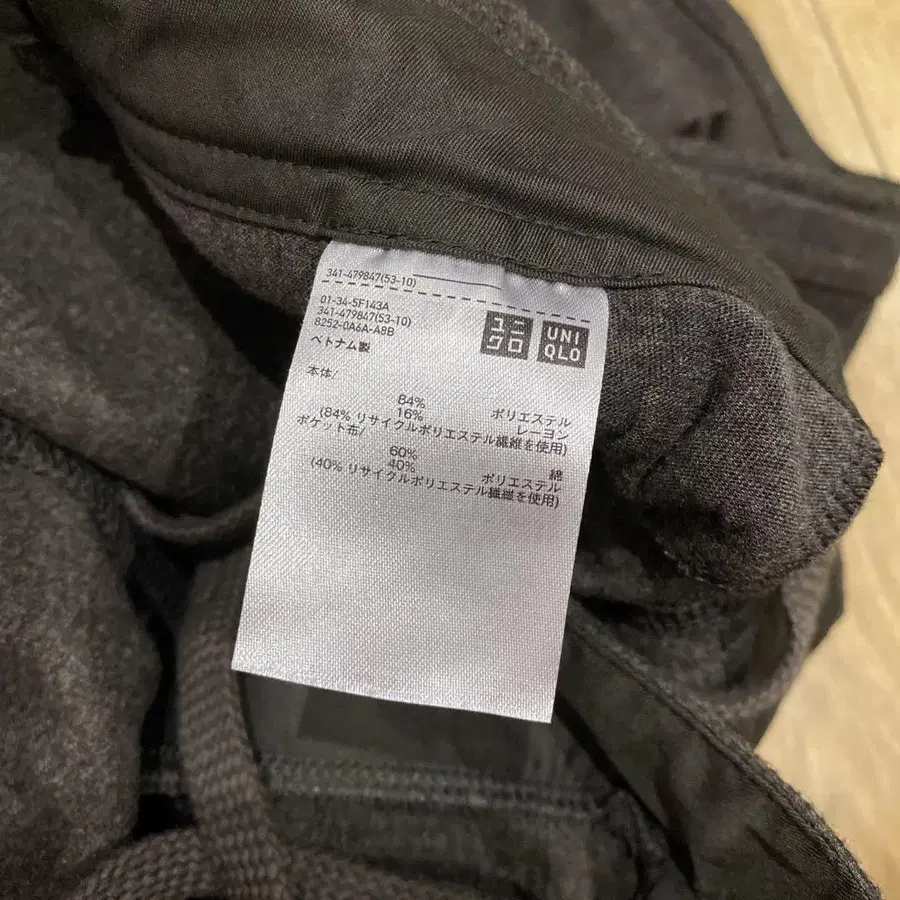 341-479847(53-10)
01-34-5F143A
341-479847(53-10)
8252-0A6A-A8B
ユニ
クロ
UNI
QLO
ベトナム製
本体/
84% ポリエステル
16% レーヨン
(84% リサイクルポリエステル繊維を使用)
ポケット布/
60% 綿
40% ポリエステル
(40% リサイクルポリエステル繊維を使用)